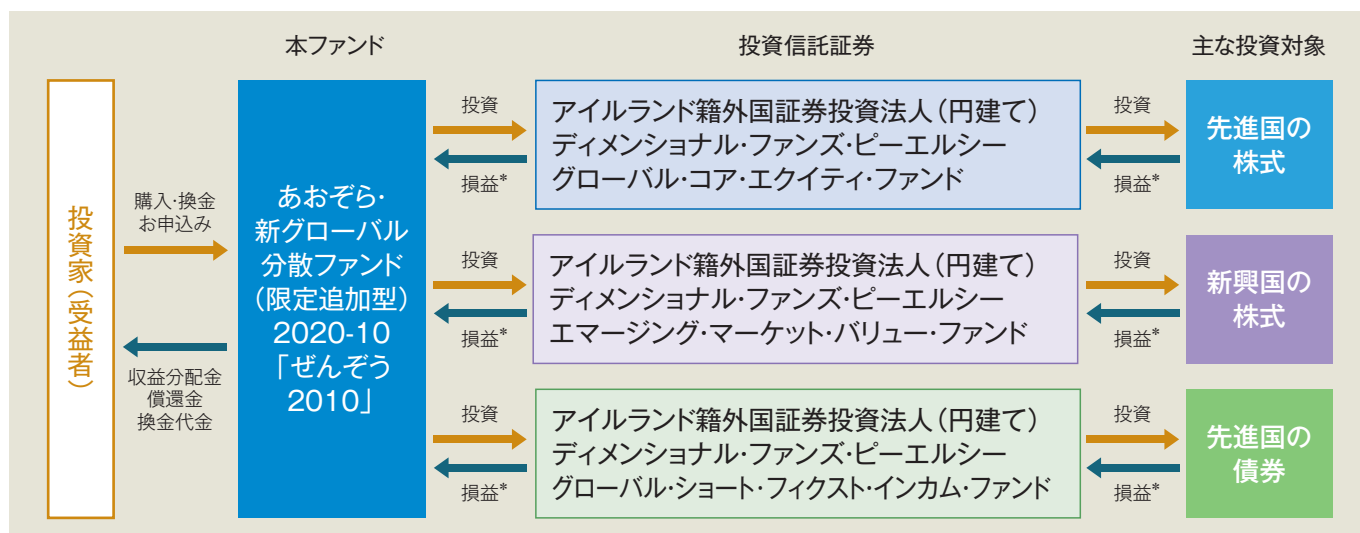 本ファンド
投資信託証券
主な投資対象
投資家（受益者）
購入・換金
お申込み
収益分配金
償還金
換金代金
あおぞら・
新グローバル
分散ファンド
（限定追加型）
2020-10
「ぜんぞう
2010」
投資
損益*
アイルランド籍外国証券投資法人（円建て）
ディメンショナル・ファンズ・ピーエルシー
グローバル・コア・エクイティ・ファンド
投資
損益*
先進国の
株式
投資
損益*
アイルランド籍外国証券投資法人（円建て）
ディメンショナル・ファンズ・ピーエルシー
エマージング・マーケット・バリュー・ファンド
投資
損益*
新興国の
株式
投資
損益*
アイルランド籍外国証券投資法人（円建て）
ディメンショナル・ファンズ・ピーエルシー
グローバル・ショート・フィクスト・インカム・ファンド
投資
損益*
先進国の
債券